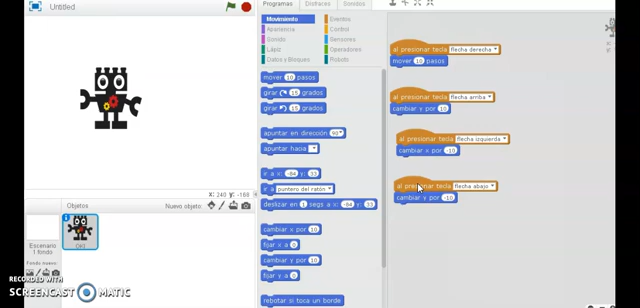 Untitled
Programas Disfraces Sonidos
Movimiento Eventos
Apariencia Control
Sonido Sensores
Lápiz Operadores
Datos y Bloques Robots
mover 10 pasos
girar 15 grados
girar 15 grados
apuntar en dirección 90
apuntar hacia
ir a x: -84 y: 13
ir a puntero del ratón
deslizar en 1 segs a x: -84 y: 13
cambiar x por 10
fijar x a 0
cambiar y por 10
fijar y a 0
rebotar si toca un borde
al presionar tecla flecha derecha
mover 10 pasos
al presionar tecla flecha arriba
cambiar y por 10
al presionar tecla flecha izquierda
cambiar x por -10
al presionar tecla flecha abajo
cambiar y por -10
x: 240 y: -168
Objetos Nuevo objeto:
Escenario
1 fondo
RECORDED WITH
SCREENCAST MATIC